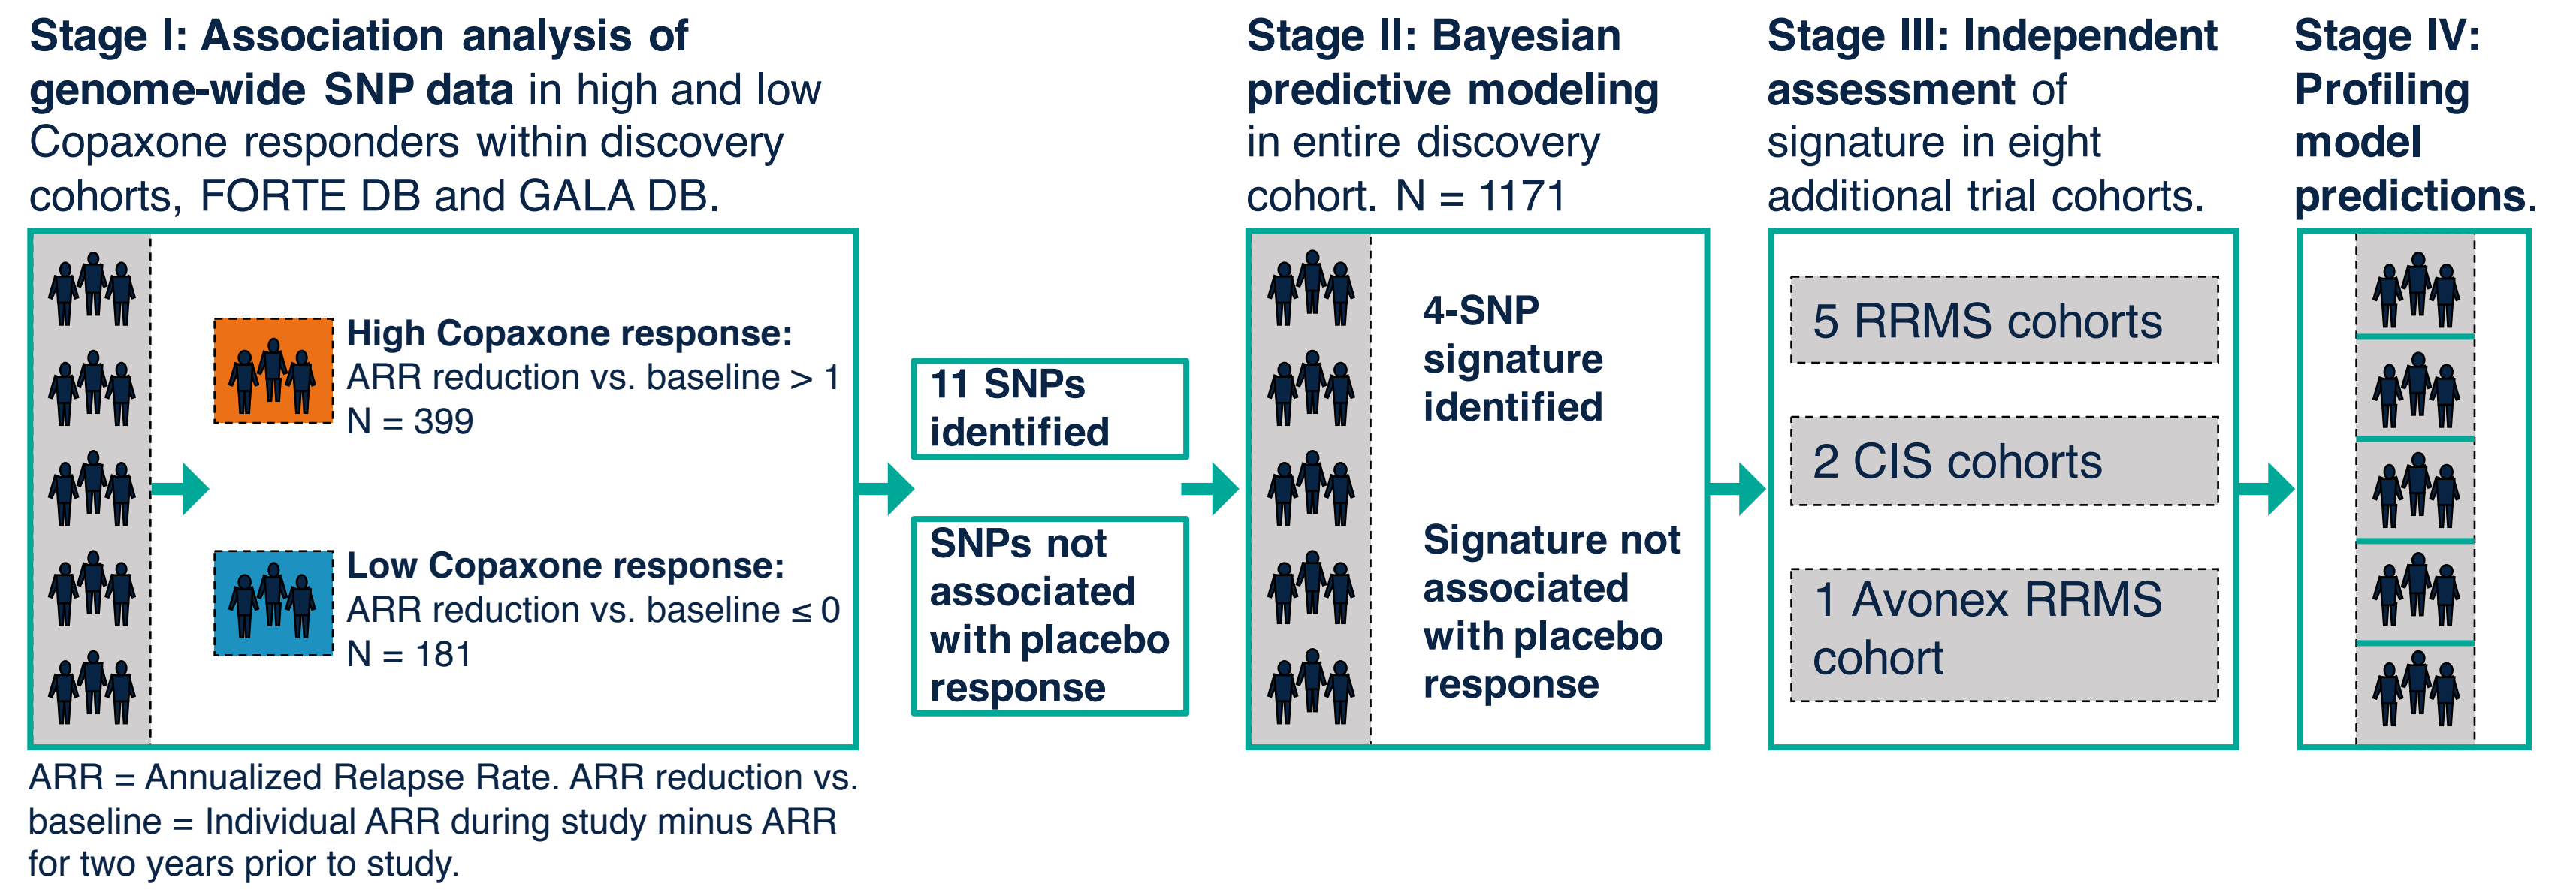 Stage I: Association analysis of
genome-wide SNP data in high and low
Copaxone responders within discovery
cohorts, FORTE DB and GALA DB.
High Copaxone response:
ARR reduction vs. baseline > 1
N = 399
Low Copaxone response:
ARR reduction vs. baseline ≤ 0
N = 181
ARR = Annualized Relapse Rate. ARR reduction vs.
baseline = Individual ARR during study minus ARR
for two years prior to study.
11 SNPs
identified
SNPs not
associated
with placebo
response
Stage II: Bayesian
predictive modeling
in entire discovery
cohort. N = 1171
4-SNP
signature
identified
Signature not
associated
with placebo
response
Stage III: Independent
assessment of
signature in eight
additional trial cohorts.
5 RRMS cohorts
2 CIS cohorts
1 Avonex RRMS
cohort
Stage IV:
Profiling
model
predictions.